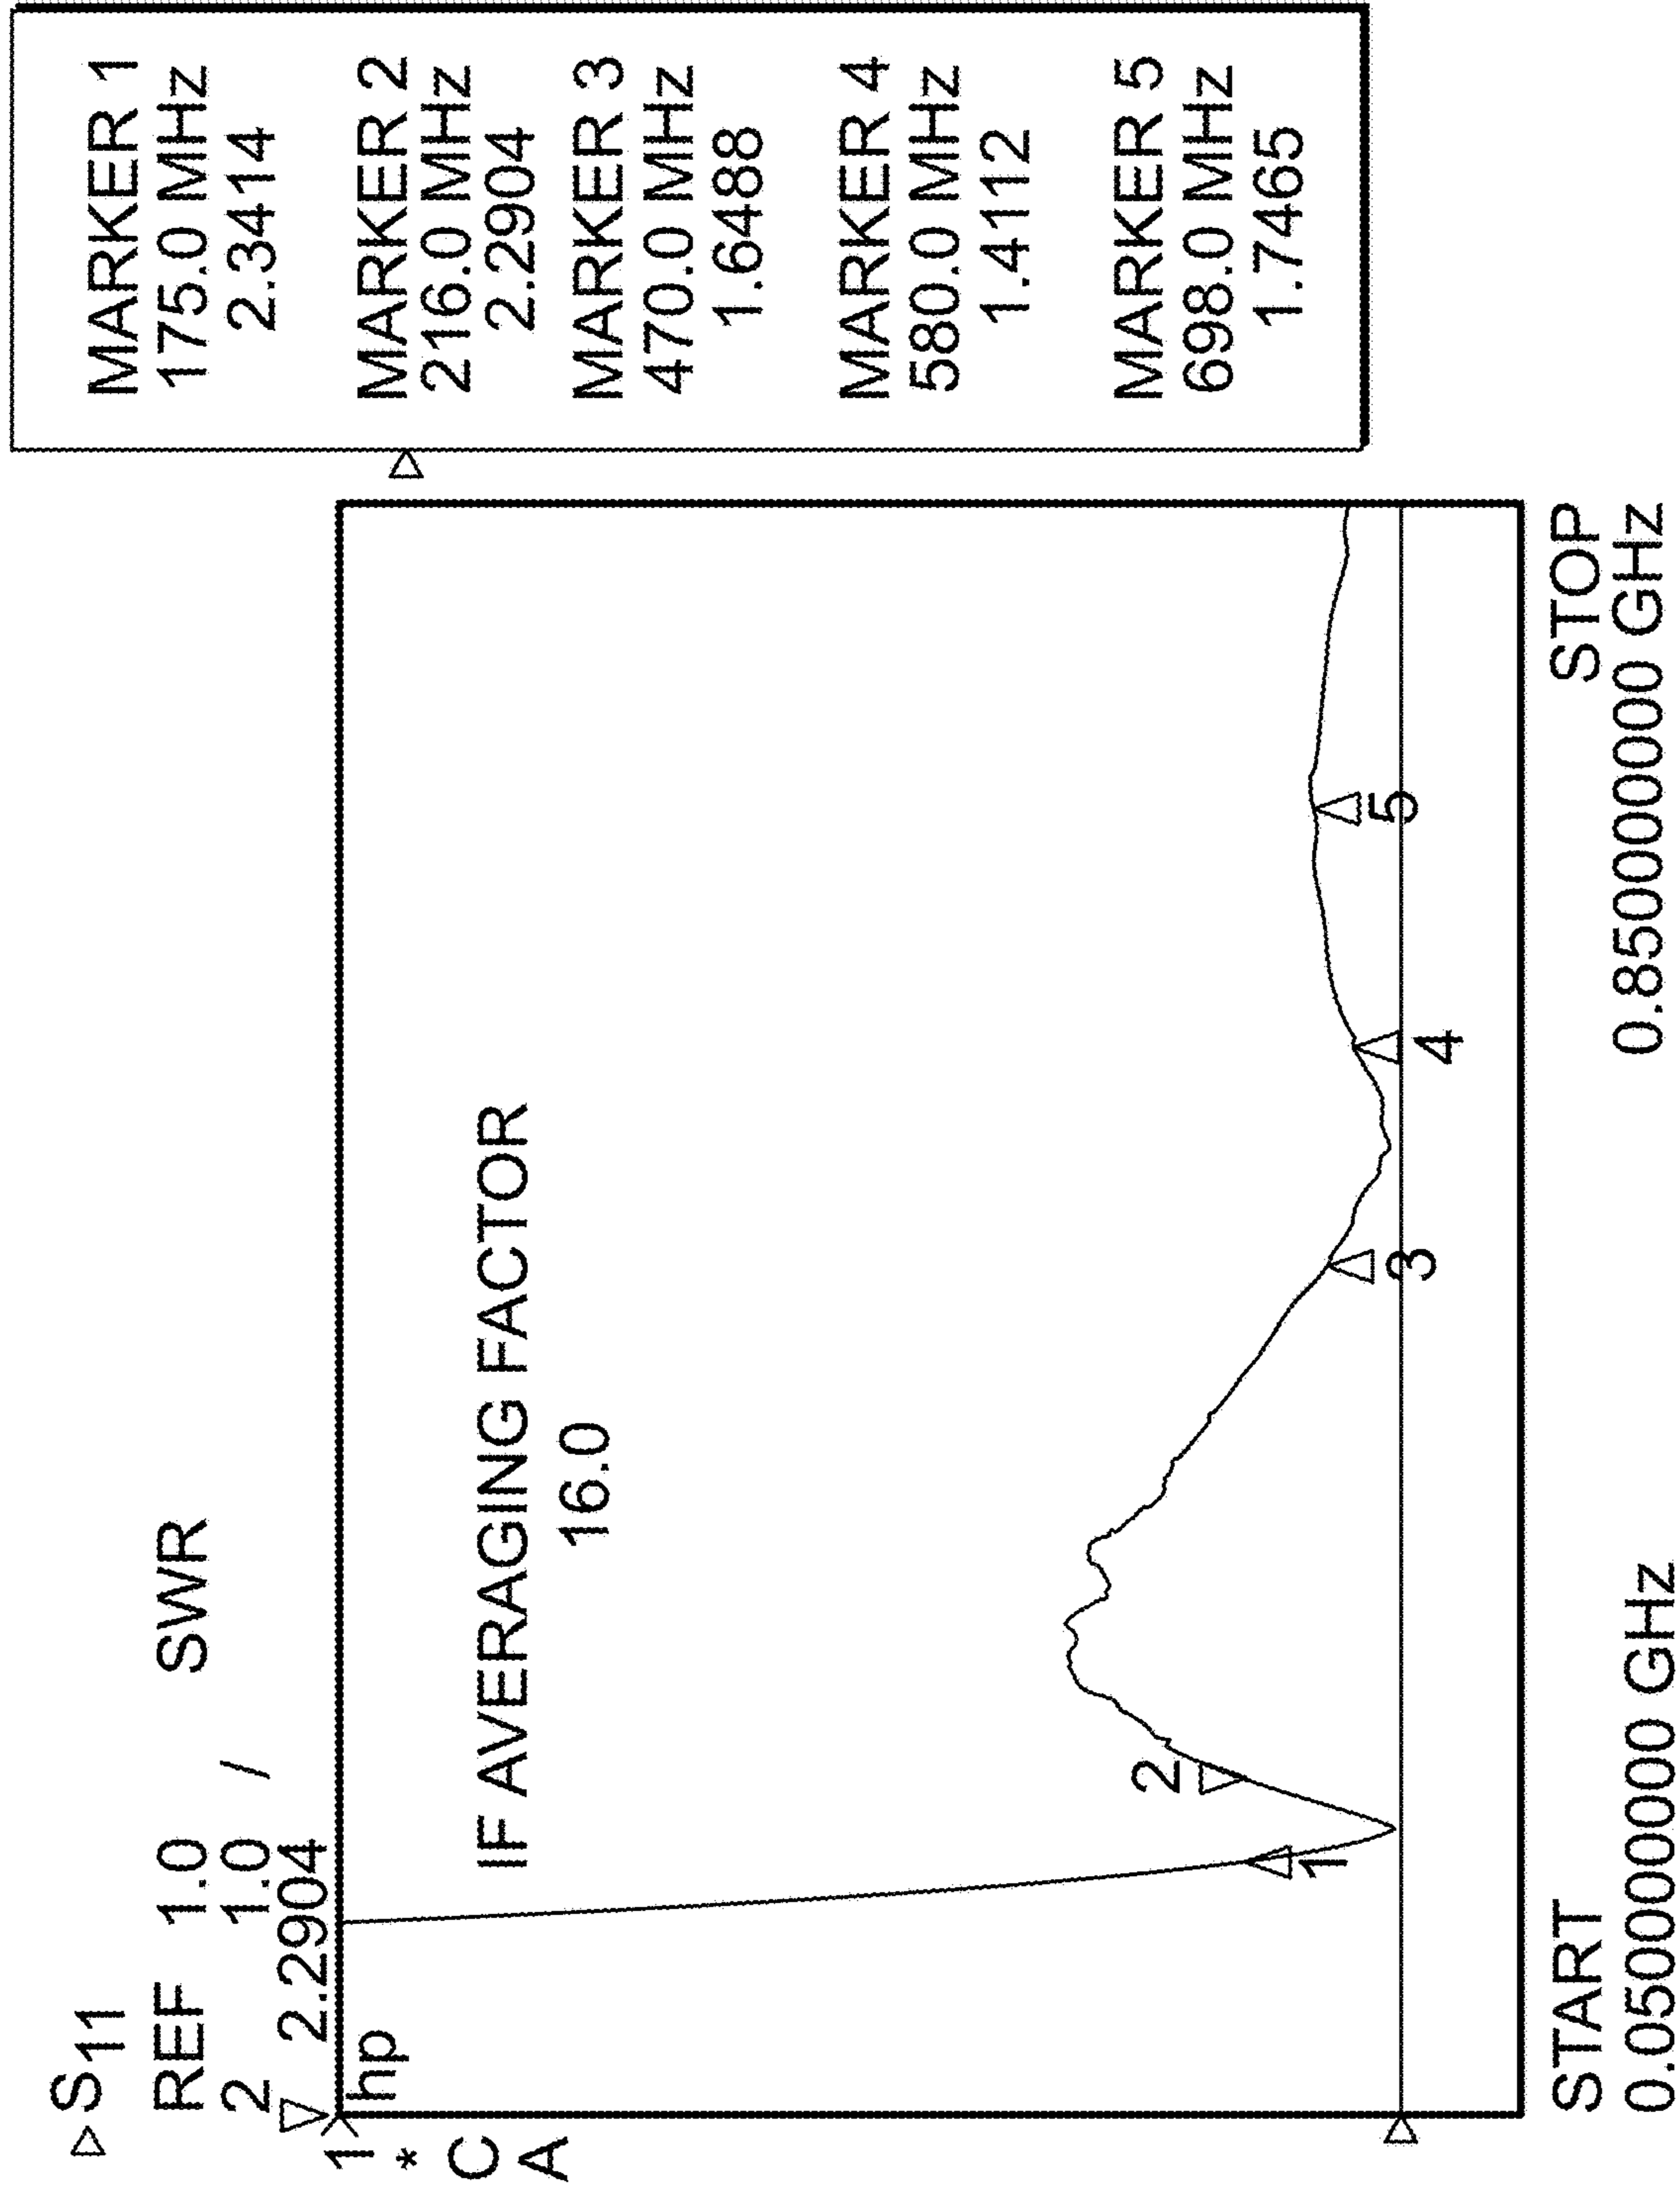 S11
REF 1.0 SWR
2 1.0 /
2.2904
1
hp
*
C
A
IF AVERAGING FACTOR
16.0
1
2
3
4
5
START
0.050000000 GHz
STOP
0.850000000 GHz
MARKER 1
175.0 MHz
2.3414
MARKER 2
216.0 MHz
2.2904
MARKER 3
470.0 MHz
1.6488
MARKER 4
580.0 MHz
1.4112
MARKER 5
698.0 MHz
1.7465